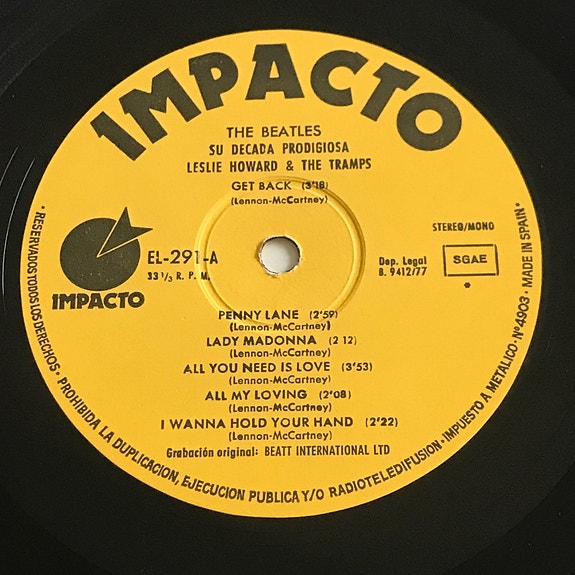 IMPACTO
THE BEATLES
SU DECADA PRODIGIOSA
LESLIE HOWARD & THE TRAMPS
GET BACK (3'18)
(Lennon-McCartney)
STEREO/MONO
EL-291-A
33 1/3 R. P. M.
Dep. Legal
B. 9412/77
SGAE
*
IMPACTO
PENNY LANE (2'59)
(Lennon-McCartney)
LADY MADONNA (2 12)
(Lennon-McCartney)
ALL YOU NEED IS LOVE (3'53)
(Lennon-McCartney)
ALL MY LOVING (2'08)
(Lennon-McCartney)
I WANNA HOLD YOUR HAND (2'22)
(Lennon-McCartney)
Grabación original: BEATT INTERNATIONAL LTD
* RESERVADOS TODOS LOS DERECHOS • PROHIBIDA LA DUPLICACION, EJECUCION PUBLICA Y/O RADIOTELEDIFUSION • IMPUESTO A METALICO • Nº 4903 • MADE IN SPAIN *